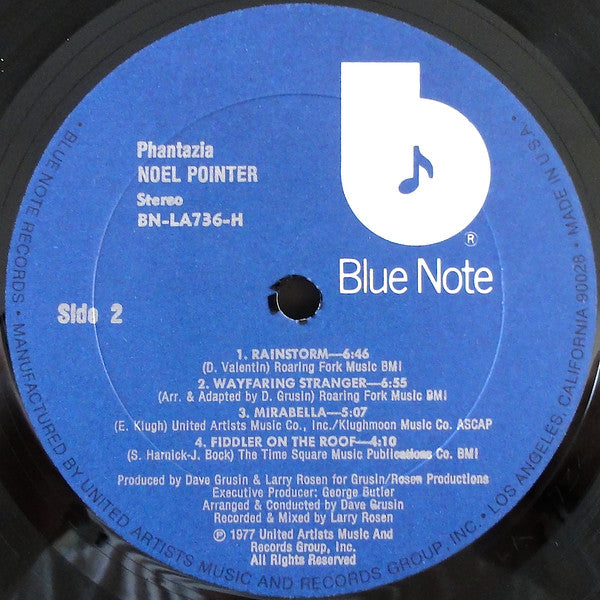 Phantazia
NOEL POINTER
Stereo
BN-LA736-H
®
Blue Note
Side 2
1. RAINSTORM—6:46
(D. Valentin) Roaring Fork Music BMI
2. WAYFARING STRANGER—6:55
(Arr. & Adapted by D. Grusin) Roaring Fork Music BMI
3. MIRABELLA—5:07
(E. Klugh) United Artists Music Co., Inc./Klughmoon Music Co. ASCAP
4. FIDDLER ON THE ROOF—4:10
(S. Harnick-J. Bock) The Time Square Music Publications Co. BMI
Produced by Dave Grusin & Larry Rosen for Grusin/Rosen Productions
Executive Producer: George Butler
Arranged & Conducted by Dave Grusin
Recorded & Mixed by Larry Rosen
℗ 1977 United Artists Music And
Records Group, Inc.
All Rights Reserved
BLUE NOTE RECORDS • MANUFACTURED BY UNITED ARTISTS MUSIC AND RECORDS GROUP, INC. • LOS ANGELES, CALIFORNIA 90028 • MADE IN U.S.A. •